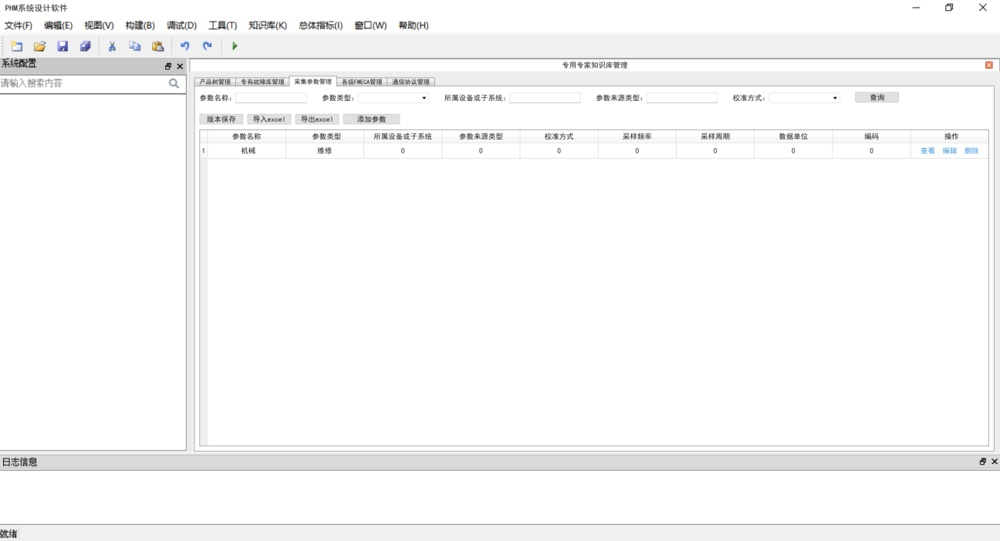 PHM系统设计软件
文件(F) 编辑(E) 视图(V) 构建(B) 调试(D) 工具(T) 知识库(K) 总体指标(I) 窗口(W) 帮助(H)
系统配置
请输入搜索内容
专用专家知识库管理
产品树管理 专有故障库管理 采集参数管理 各级FMECA管理 通信协议管理
参数名称: 参数类型: 所属设备或子系统: 参数来源类型: 校准方式: 查询
版本保存 导入excel 导出excel 添加参数
参数名称 参数类型 所属设备或子系统 参数来源类型 校准方式 采样频率 采样周期 数据单位 编码 操作
1 机械 维修 0 0 0 0 0 0 0 查看 编辑 删除
日志信息
就绪